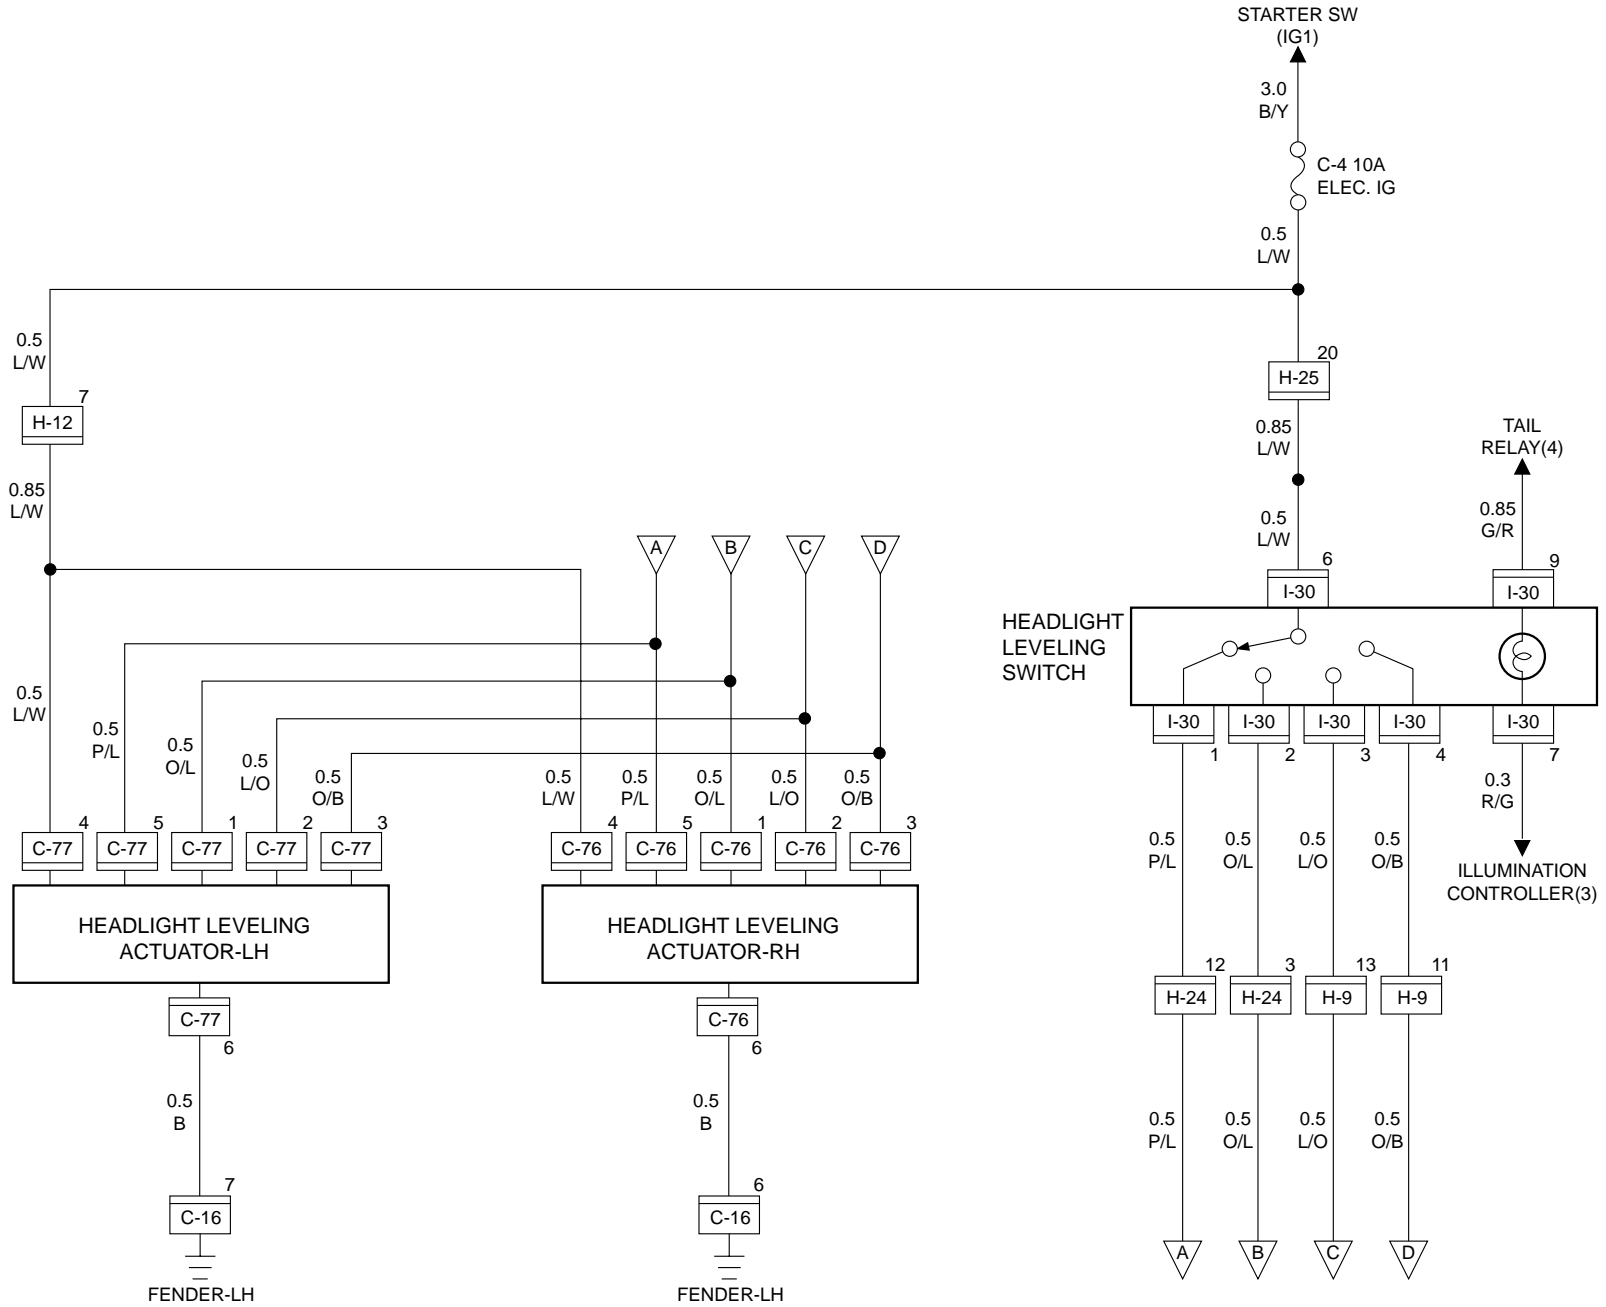 STARTER SW
(IG1)
3.0
B/Y
C-4 10A
ELEC. IG
0.5
L/W
0.5
L/W
20
H-25
7
H-12
0.85
L/W
TAIL
RELAY(4)
0.85
L/W
0.85
G/R
0.5
L/W
A B C D
6
I-30
9
I-30
HEADLIGHT
LEVELING
SWITCH
0.5
L/W
0.5
P/L
0.5
O/L
0.5
L/O
0.5
O/B
0.5
L/W
0.5
P/L
0.5
O/L
0.5
L/O
0.5
O/B
I-30 I-30 I-30 I-30 I-30
1 2 3 4 7
0.3
R/G
4 5 1 2 3
C-77 C-77 C-77 C-77 C-77
4 5 1 2 3
C-76 C-76 C-76 C-76 C-76
0.5
P/L
0.5
O/L
0.5
L/O
0.5
O/B
ILLUMINATION
CONTROLLER(3)
HEADLIGHT LEVELING
ACTUATOR-LH
HEADLIGHT LEVELING
ACTUATOR-RH
12 3 13 11
H-24 H-24 H-9 H-9
C-77
6
C-76
6
0.5
B
0.5
B
0.5
P/L
0.5
O/L
0.5
L/O
0.5
O/B
7
C-16
6
C-16
A B C D
FENDER-LH
FENDER-LH